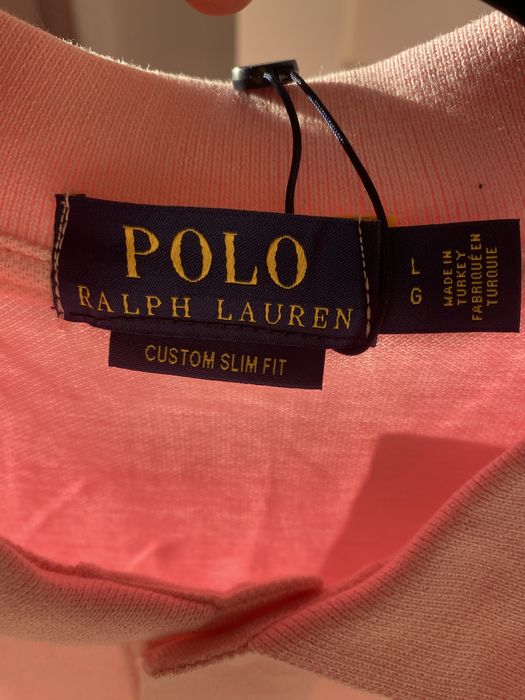 POLO
RALPH LAUREN
CUSTOM SLIM FIT
L
G
MADE IN
TURKEY
FABRIQUÉ EN
TURQUIE